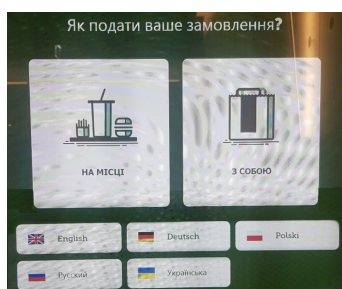 Як подати ваше замовлення?
НА МІСЦІ
З СОБОЮ
English
Deutsch
Polski
Русский
Українська